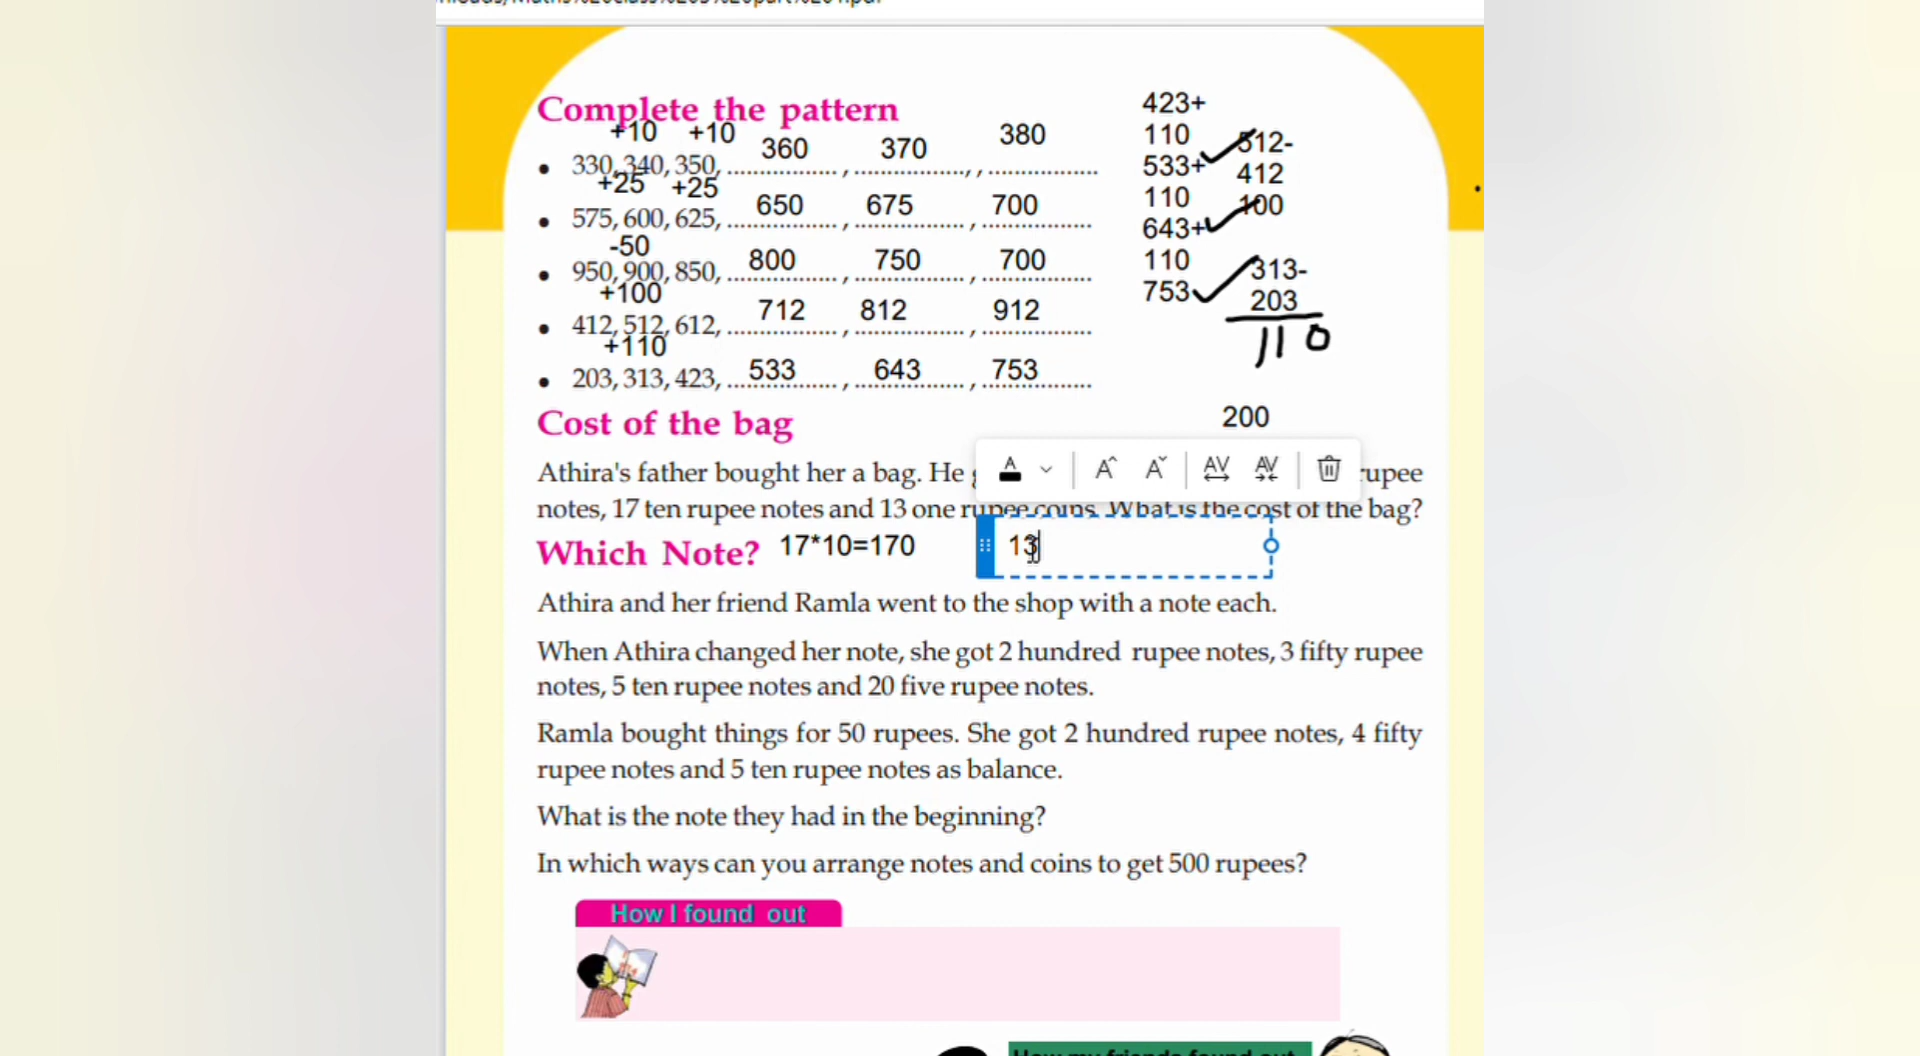 Complete the pattern
+10 +10
330, 340, 350, 360 , 370 , , 380
+25 +25
575, 600, 625, 650 , 675 , 700
-50
950, 900, 850, 800 , 750 , 700
+100
412, 512, 612, 712 , 812 , 912
+110
203, 313, 423, 533 , 643 , 753
423+
110
533+
110
643+
110
753
512-
412
100
313-
203
110
Cost of the bag
200
Athira's father bought her a bag. He rupee
notes, 17 ten rupee notes and 13 one rupee coins. What is the cost of the bag?
Which Note? 17*10=170 13
Athira and her friend Ramla went to the shop with a note each.
When Athira changed her note, she got 2 hundred rupee notes, 3 fifty rupee
notes, 5 ten rupee notes and 20 five rupee notes.
Ramla bought things for 50 rupees. She got 2 hundred rupee notes, 4 fifty
rupee notes and 5 ten rupee notes as balance.
What is the note they had in the beginning?
In which ways can you arrange notes and coins to get 500 rupees?
How I found out